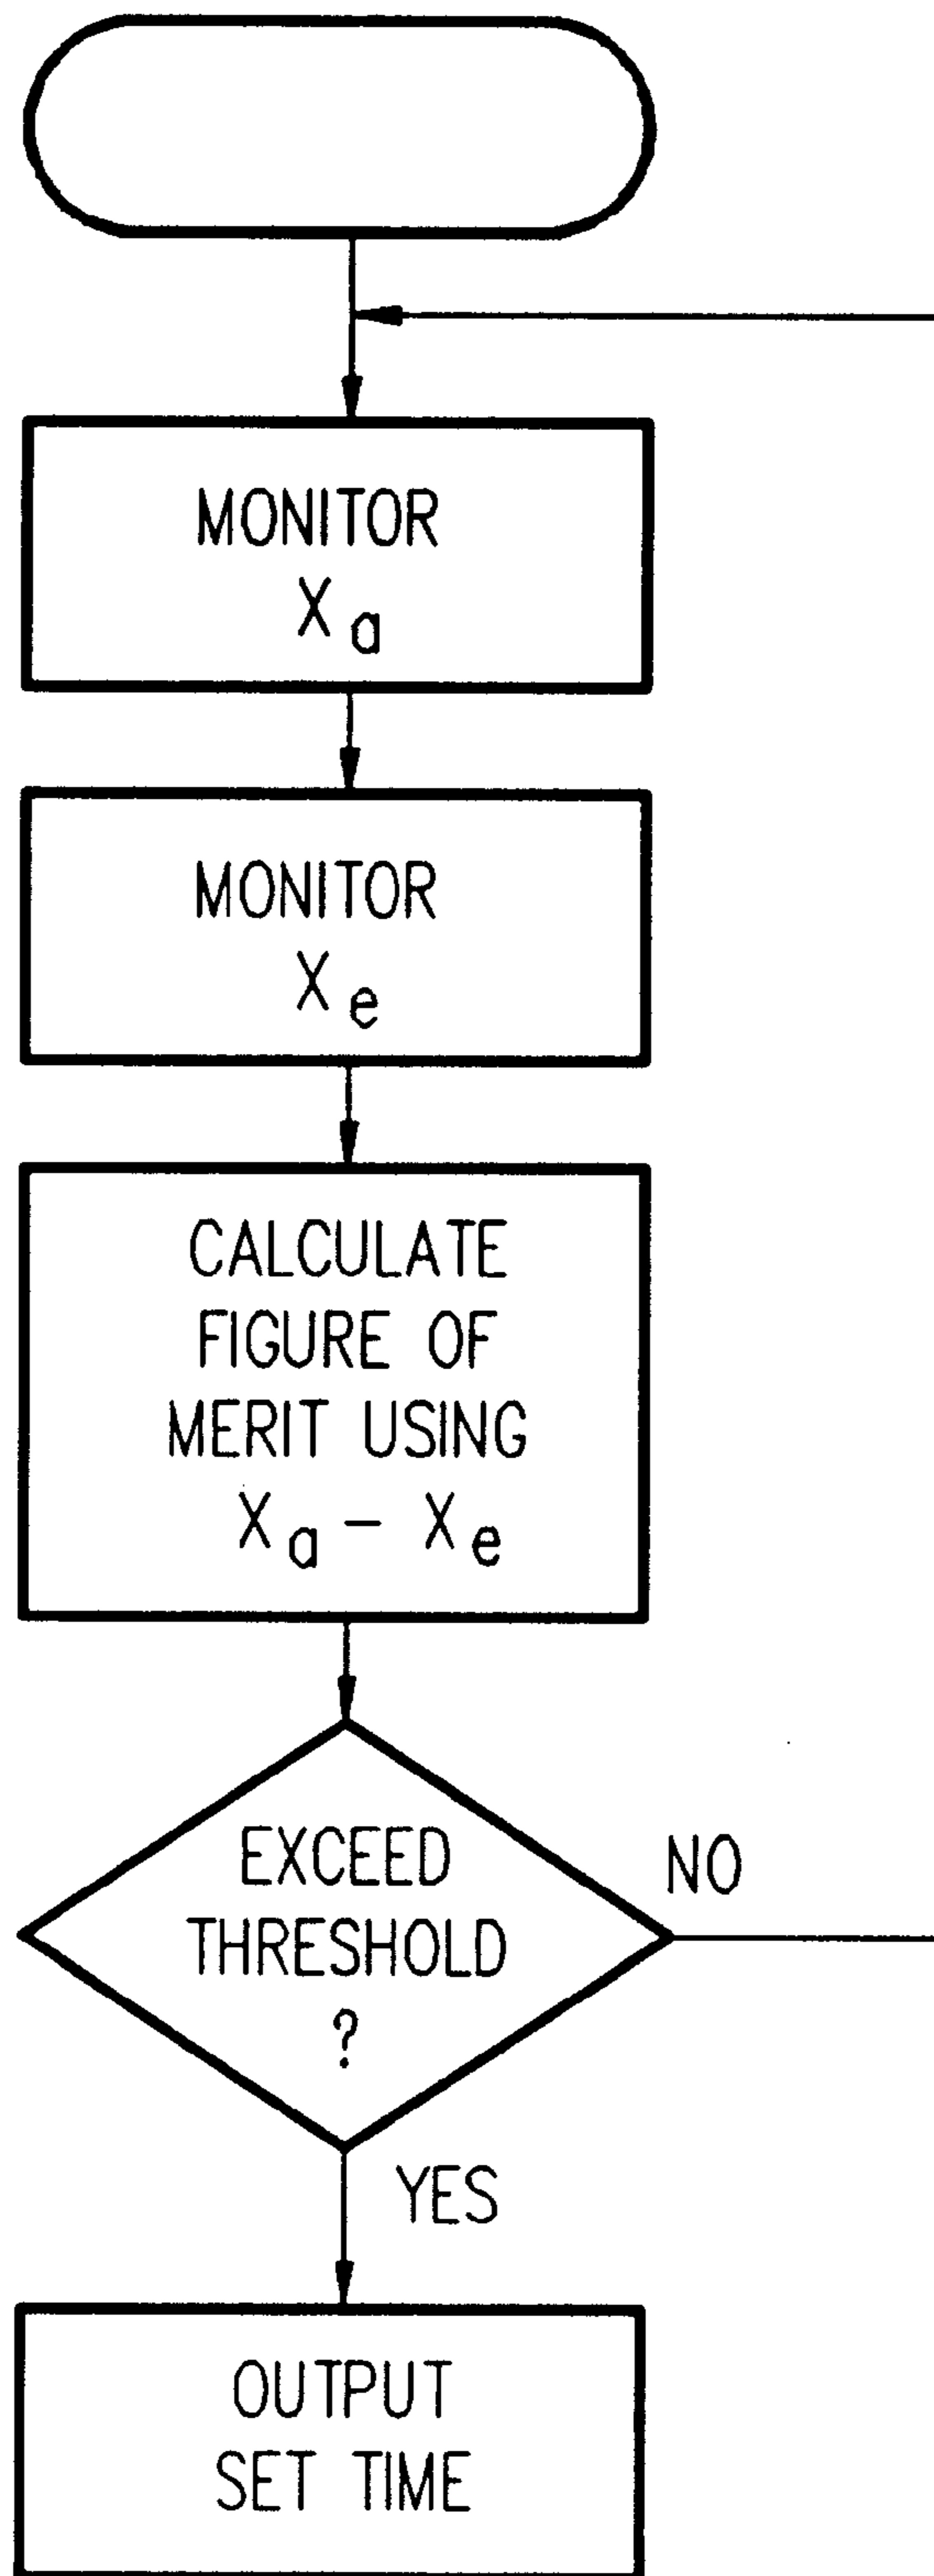 MONITOR
Xa
MONITOR
Xe
CALCULATE
FIGURE OF
MERIT USING
Xa - Xe
EXCEED
THRESHOLD
?
NO
YES
OUTPUT
SET TIME